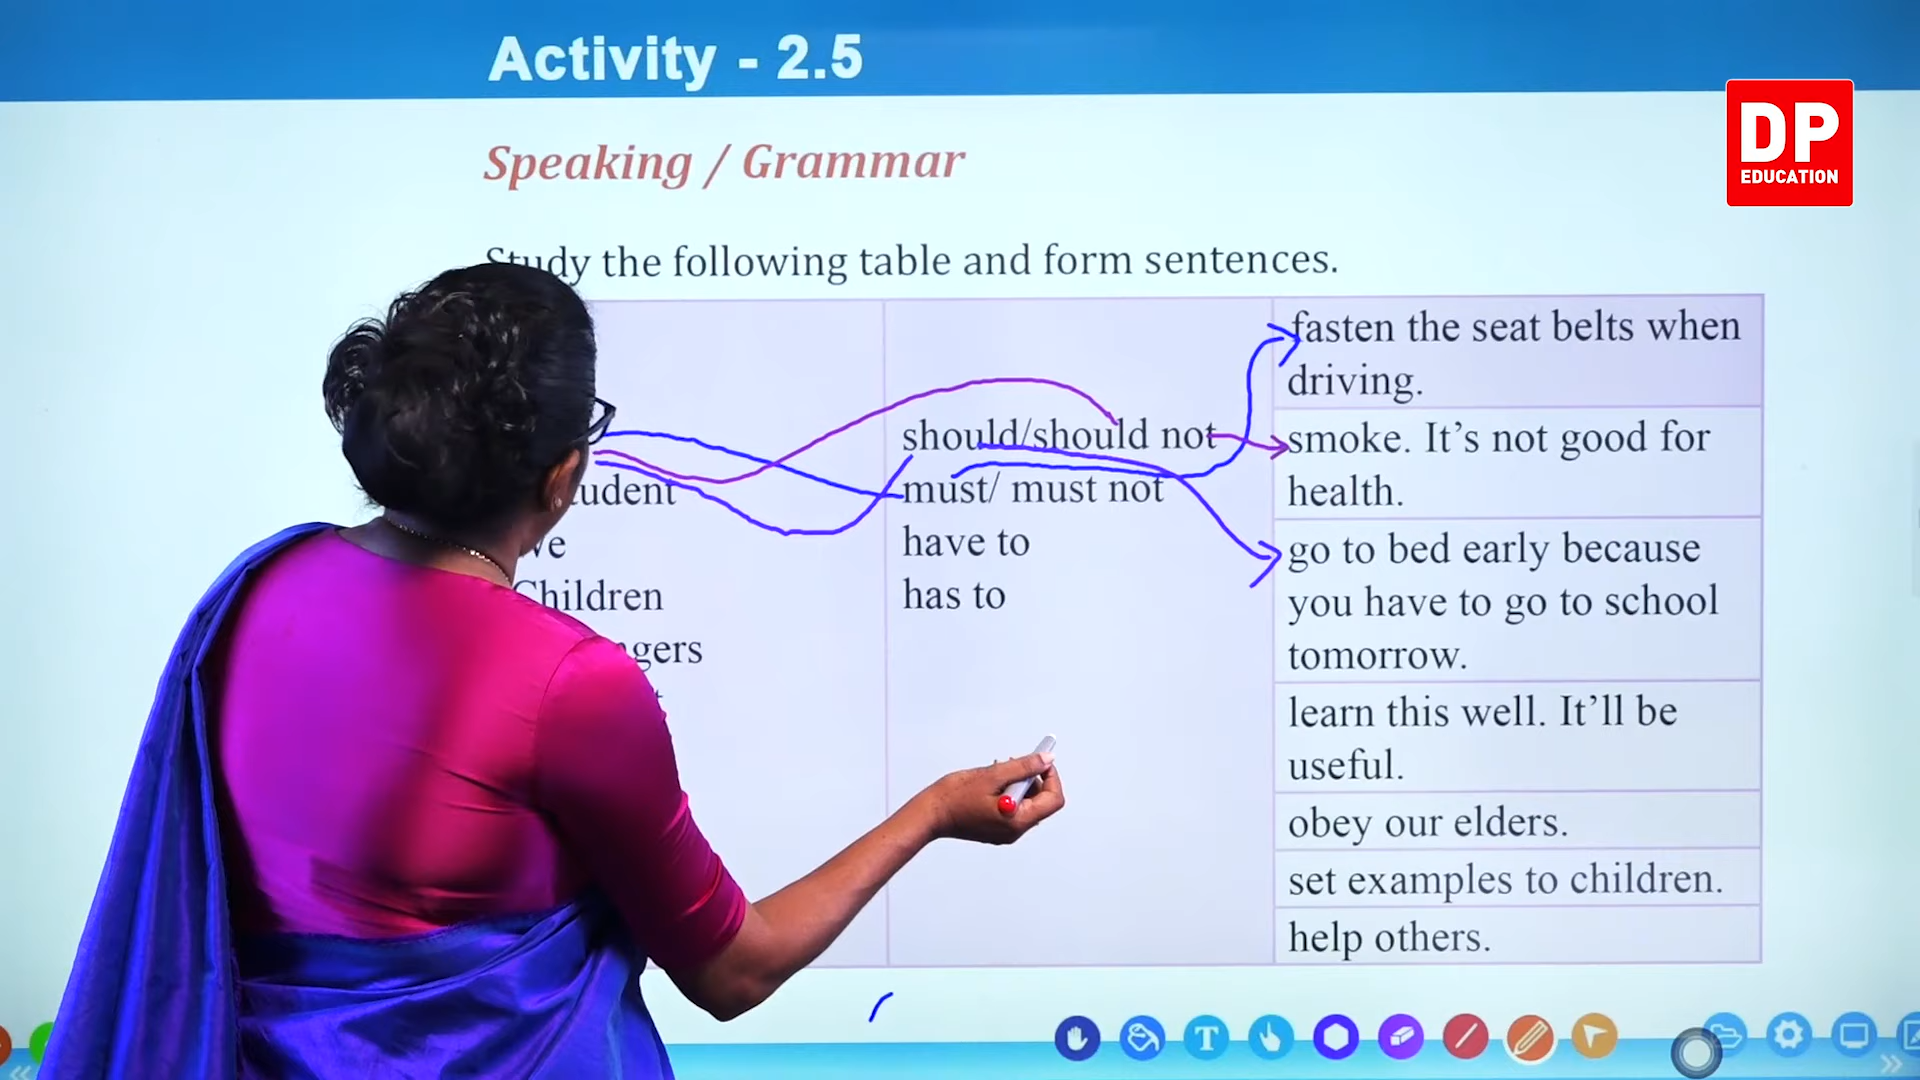 Activity - 2.5
DP
EDUCATION
Speaking / Grammar
Study the following table and form sentences.
fasten the seat belts when
driving.
should/should not
smoke. It's not good for
health.
must/ must not
have to
Children
go to bed early because
has to
you have to go to school
tomorrow.
learn this well. It'll be
useful.
obey our elders.
set examples to children.
help others.
T